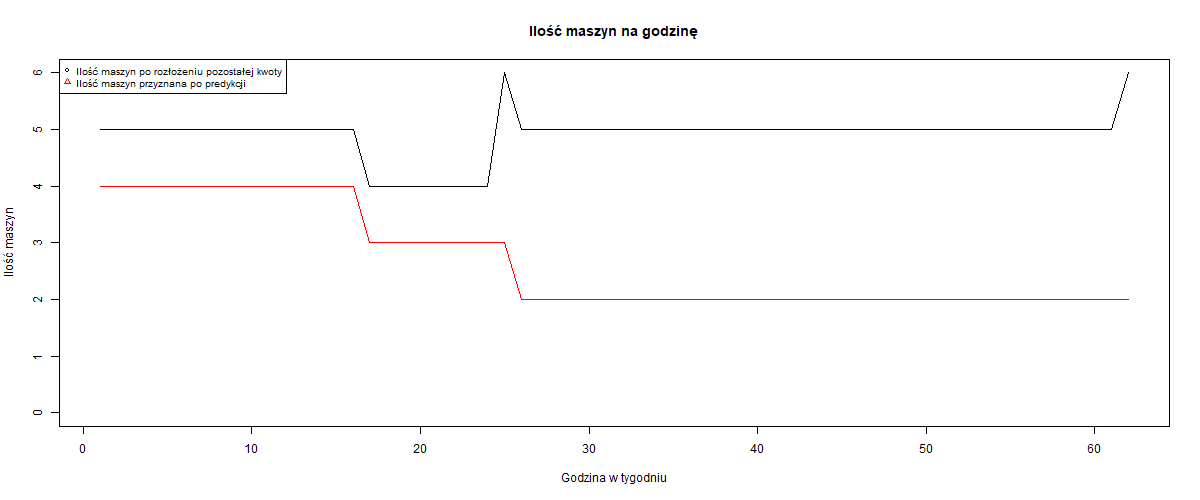 Ilość maszyn na godzinę
Ilość maszyn po rozłożeniu pozostałej kwoty
Ilość maszyn przyznana po predykcji
Ilość maszyn
6
5
4
3
2
1
0
0 10 20 30 40 50 60
Godzina w tygodniu